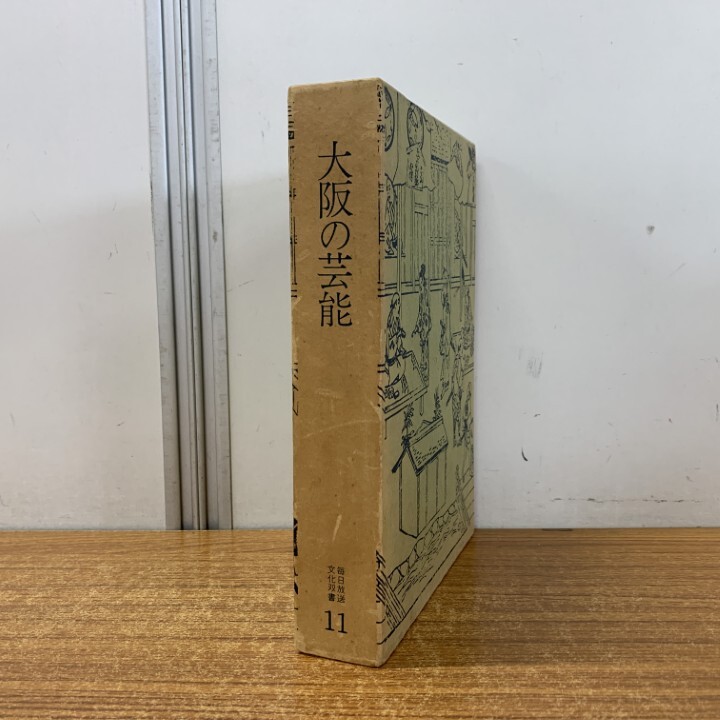 大阪の芸能
毎日放送
文化双書
11